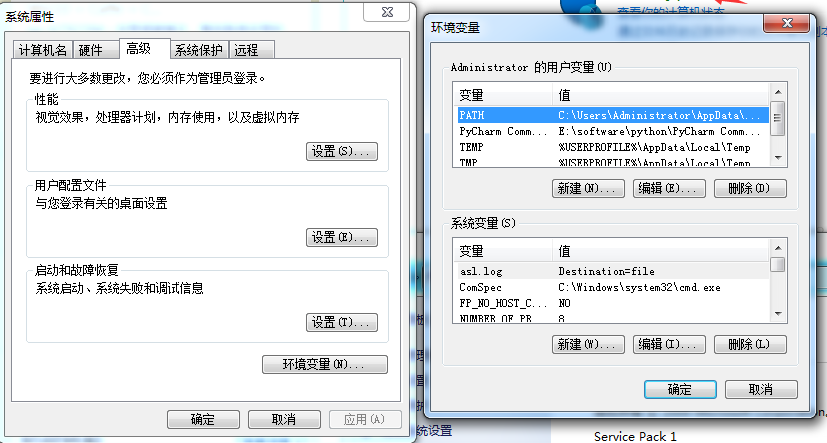 系统属性
计算机名 硬件 高级 系统保护 远程
要进行大多数更改，您必须作为管理员登录。
性能
视觉效果，处理器计划，内存使用，以及虚拟内存
设置(S)...
用户配置文件
与您登录有关的桌面设置
设置(E)...
启动和故障恢复
系统启动、系统失败和调试信息
设置(T)...
环境变量(N)...
确定 取消 应用(A)
查看你的计算机状态
环境变量
Administrator 的用户变量(U)
变量 值
PATH C:\Users\Administrator\AppData\...
PyCharm Comm... E:\software\python\PyCharm Comm...
TEMP %USERPROFILE%\AppData\Local\Temp
TMP %USERPROFILE%\AppData\Local\Temp
新建(N)... 编辑(E)... 删除(D)
系统变量(S)
变量 值
asl.log Destination=file
ComSpec C:\Windows\system32\cmd.exe
FP_NO_HOST_C... NO
NUMBER_OF_PR... 8
新建(W)... 编辑(I)... 删除(L)
确定 取消
统设置
Service Pack 1